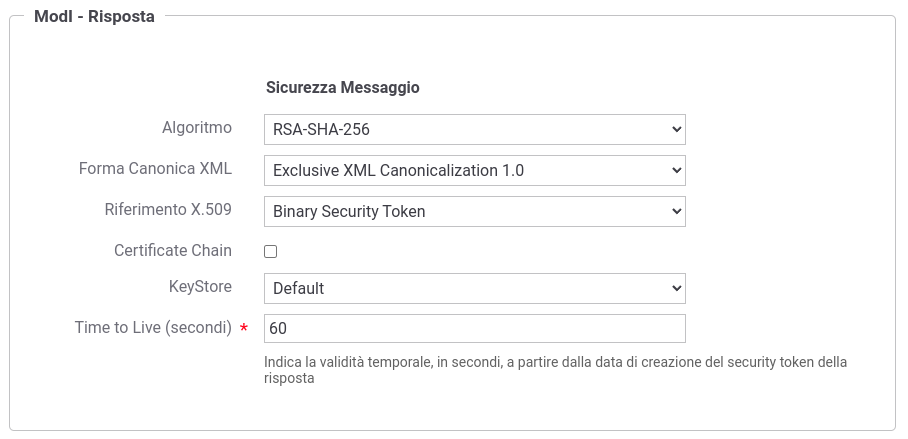 ModI - Risposta
Sicurezza Messaggio
Algoritmo RSA-SHA-256
Forma Canonica XML Exclusive XML Canonicalization 1.0
Riferimento X.509 Binary Security Token
Certificate Chain
KeyStore Default
Time to Live (secondi) * 60
Indica la validità temporale, in secondi, a partire dalla data di creazione del security token della
risposta